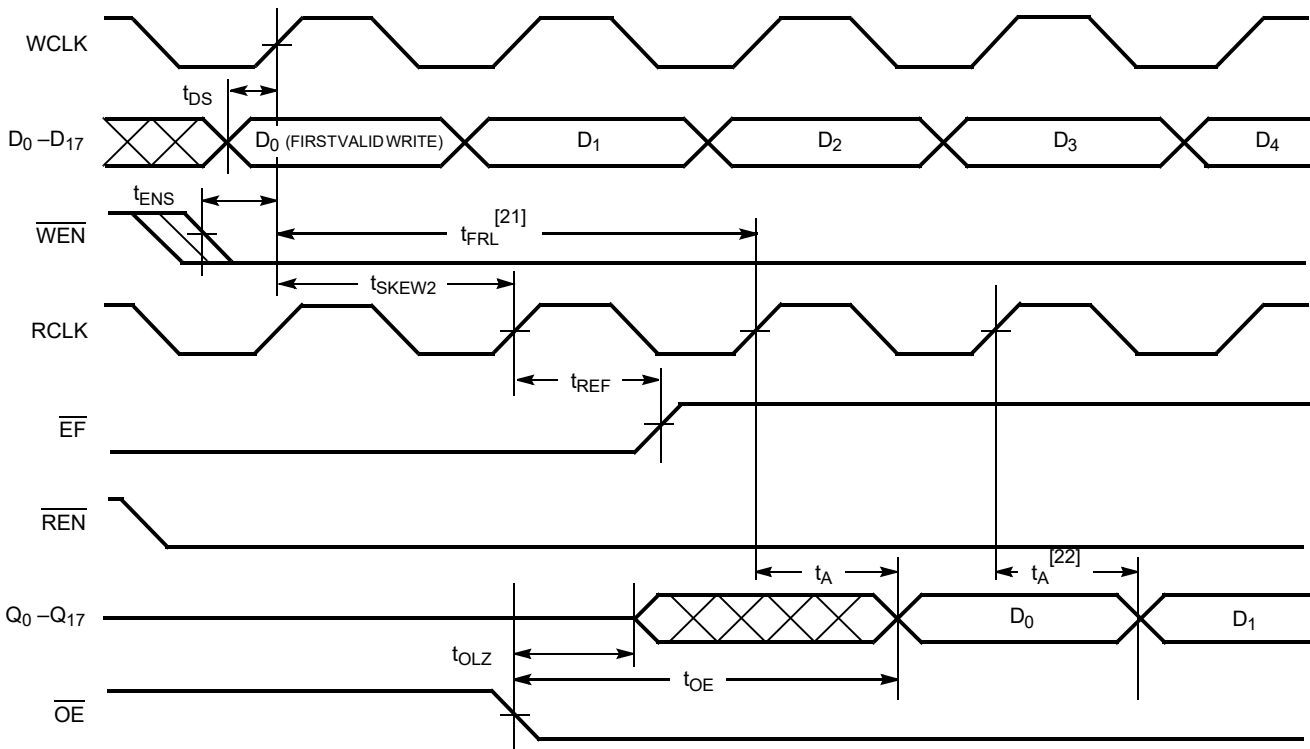 WCLK
tDS
D0 –D17
D0 (FIRSTVALID WRITE)
D1
D2
D3
D4
tENS
WEN
tFRL[21]
tSKEW2
RCLK
tREF
EF
REN
tA
tA[22]
Q0 –Q17
D0
D1
tOLZ
tOE
OE